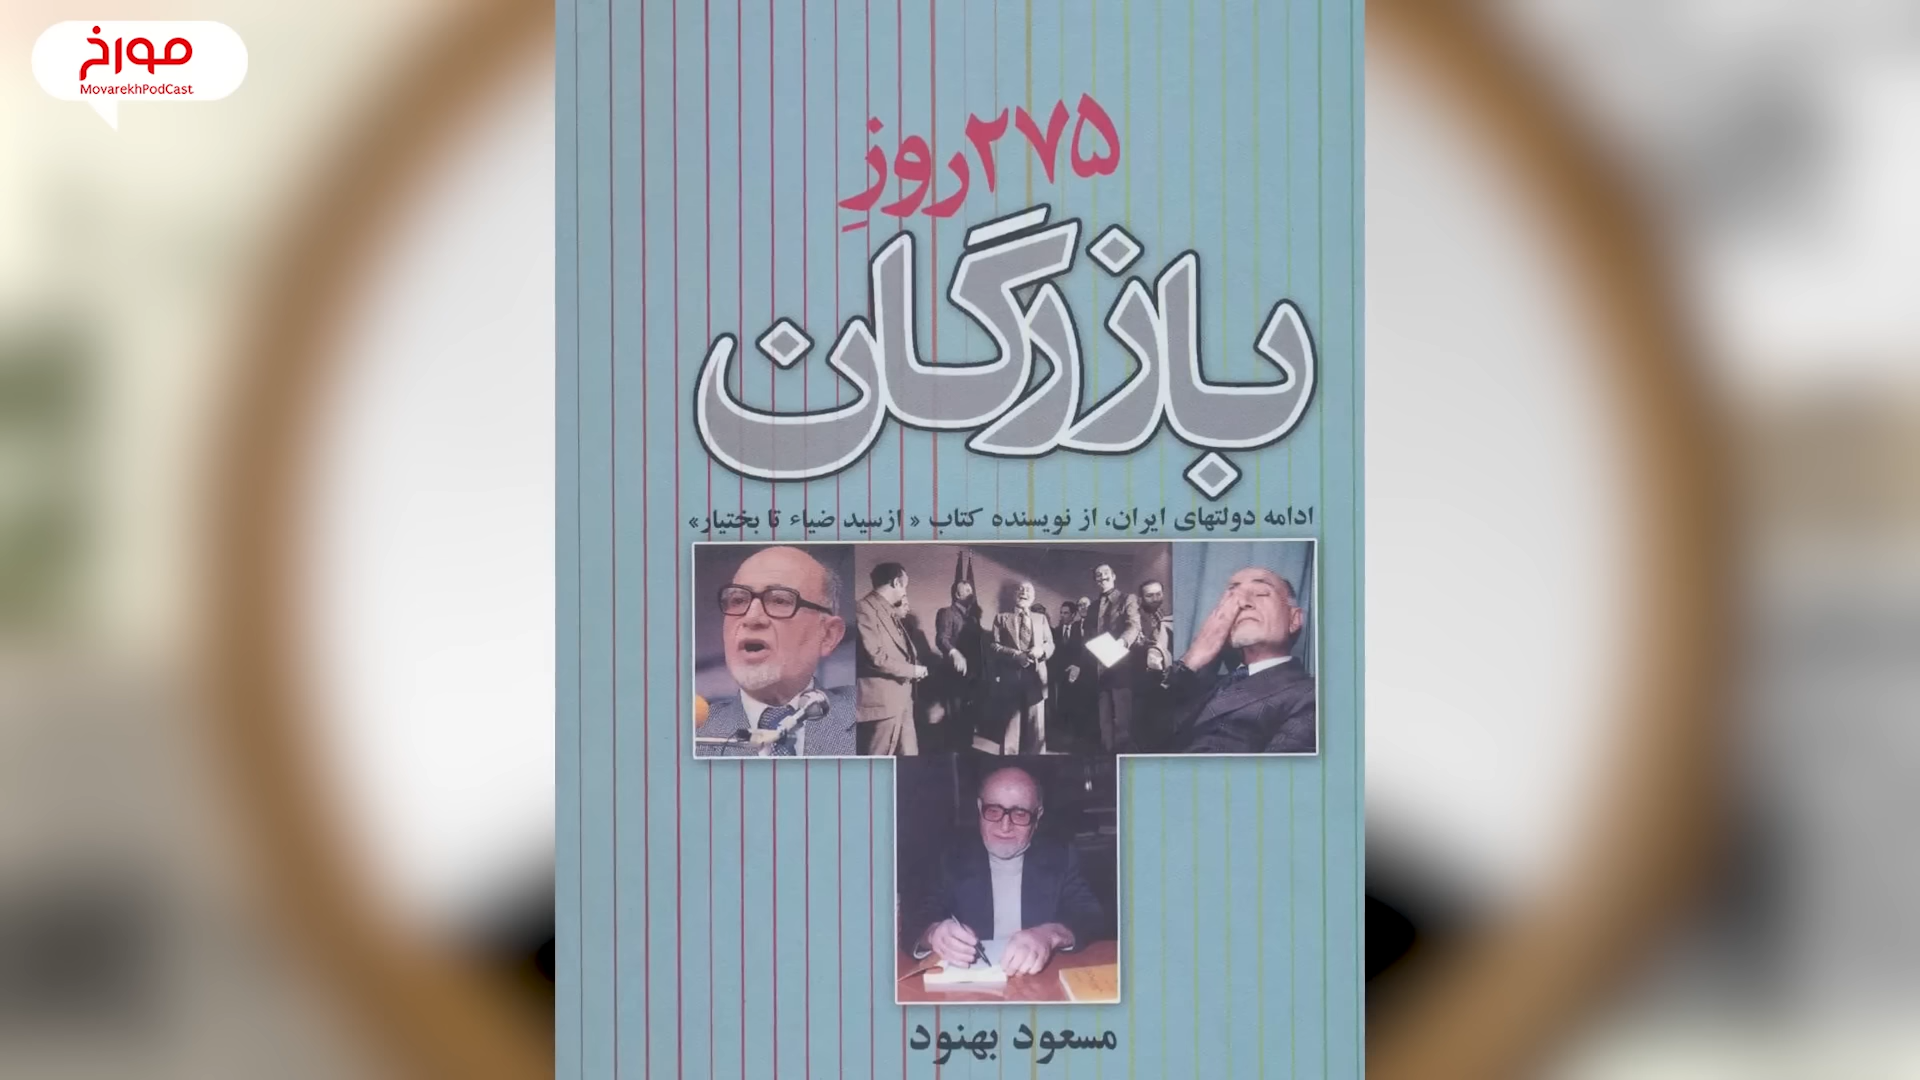 مورخ
MovarekhPodCast
۲۷۵ روزِ
بازرگان
ادامه دولتهای ایران، از نویسنده کتاب « ازسید ضیاء تا بختیار»
مسعود بهنود